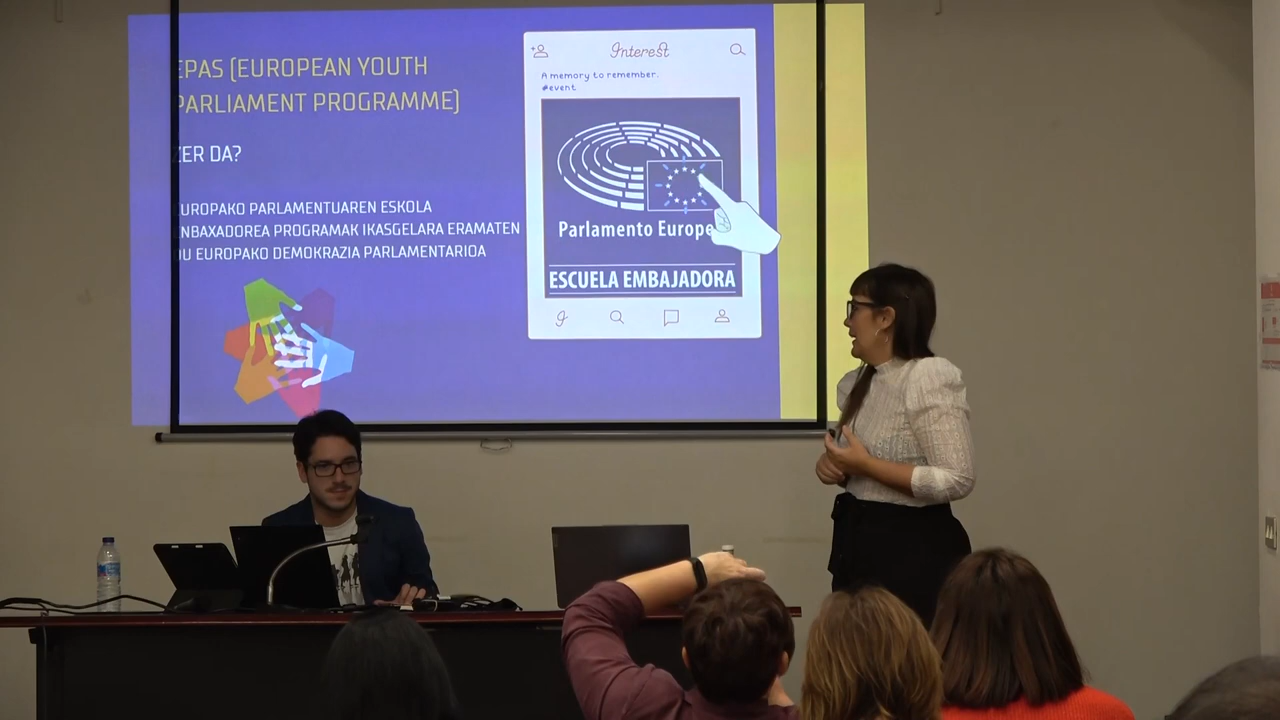 EPAS (EUROPEAN YOUTH
PARLIAMENT PROGRAMME)
ZER DA?
EUROPAKO PARLAMENTUAREN ESKOLA
ENBAXADOREA PROGRAMAK IKASGELARA ERAMATEN
DU EUROPAKO DEMOKRAZIA PARLAMENTARIOA
Interest
A memory to remember.
#event
Parlamento Europe
ESCUELA EMBAJADORA